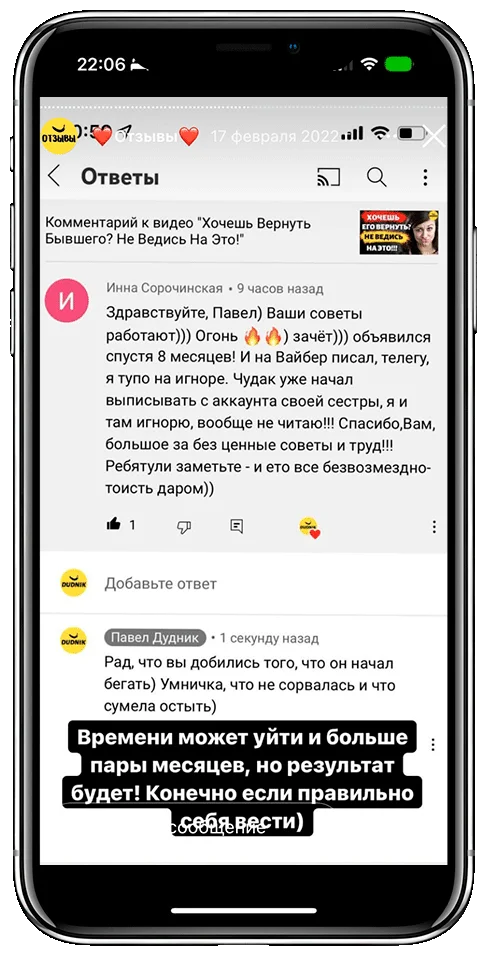 22:06
0:59
ОТЗЫВЫ
Отзывы
17 февраля 2022
Ответы
Комментарий к видео "Хочешь Вернуть
Бывшего? Не Ведись На Это!"
ХОЧЕШЬ
ЕГО ВЕРНУТЬ?
НЕ ВЕДИСЬ
НА ЭТО!!!
И
Инна Сорочинская • 9 часов назад
Здравствуйте, Павел) Ваши советы
работают))) Огонь 🔥🔥) зачёт))) объявился
спустя 8 месяцев! И на Вайбер писал, телегу,
я тупо на игноре. Чудак уже начал
выписывать с аккаунта своей сестры, я и
там игнорю, вообще не читаю!!! Спасибо,Вам,
большое за без ценные советы и труд!!!
Ребятули заметьте - и ето все безвозмездно-
тоисть даром))
1
DUDNIK
Добавьте ответ
DUDNIK
Павел Дудник • 1 секунду назад
Рад, что вы добились того, что он начал
бегать) Умничка, что не сорвалась и что
сумела остыть)
Времени может уйти и больше
пары месяцев, но результат
будет! Конечно если правильно
себя вести)
сообщение